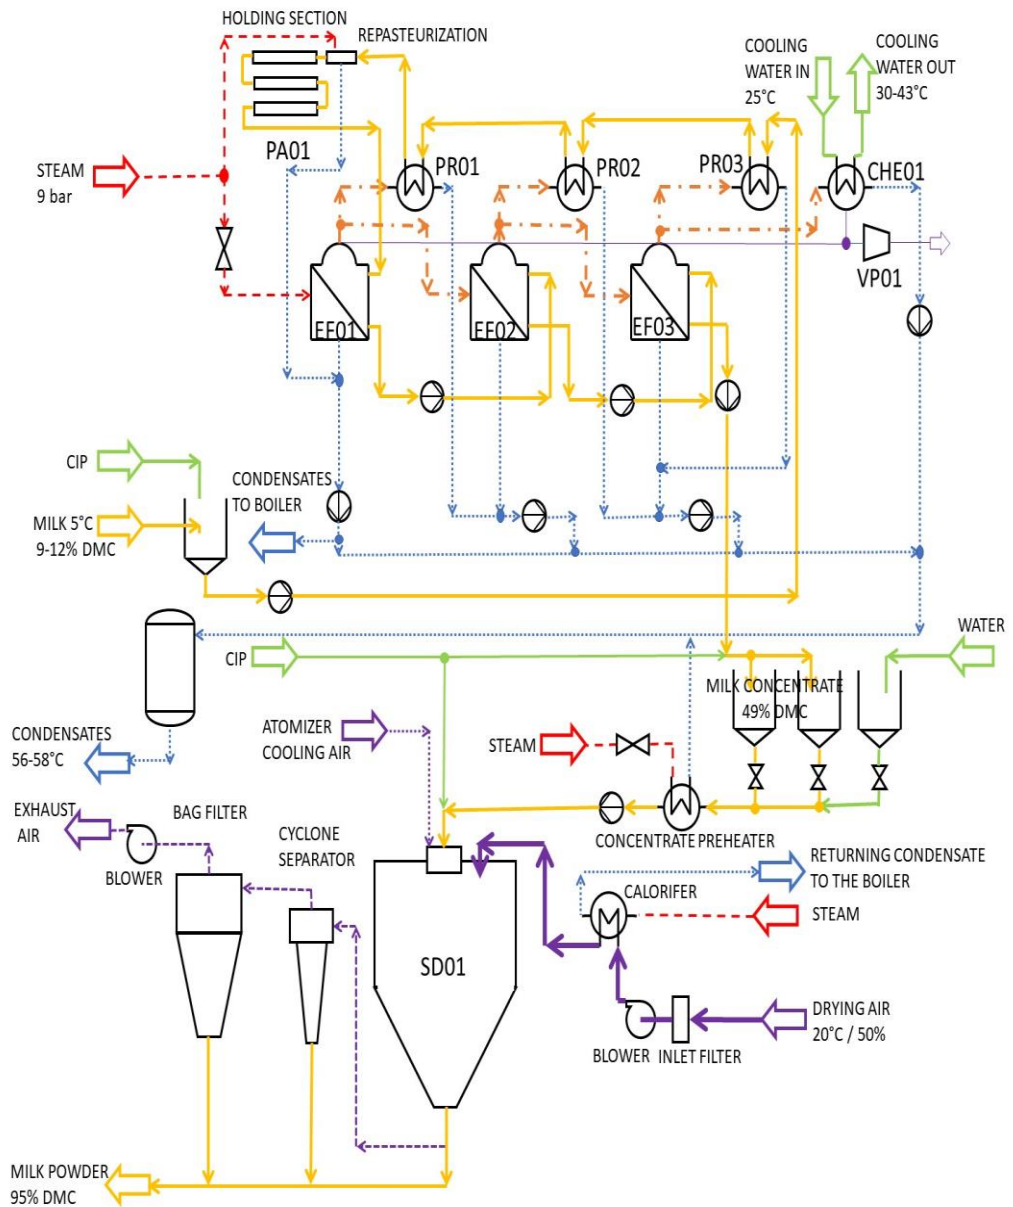 HOLDING SECTION
REPASTEURIZATION
COOLING
WATER IN
25°C
COOLING
WATER OUT
30-43°C
STEAM
9 bar
PA01
PR01
PR02
PR03
CHE01
VP01
EF01
EF02
EF03
CIP
CONDENSATES
TO BOILER
MILK 5°C
9-12% DMC
WATER
CIP
MILK CONCENTRATE
49% DMC
CONDENSATES
56-58°C
ATOMIZER
COOLING AIR
STEAM
EXHAUST
AIR
BAG FILTER
BLOWER
CYCLONE
SEPARATOR
CONCENTRATE PREHEATER
RETURNING CONDENSATE
TO THE BOILER
CALORIFER
STEAM
SD01
DRYING AIR
20°C / 50%
BLOWER
INLET FILTER
MILK POWDER
95% DMC